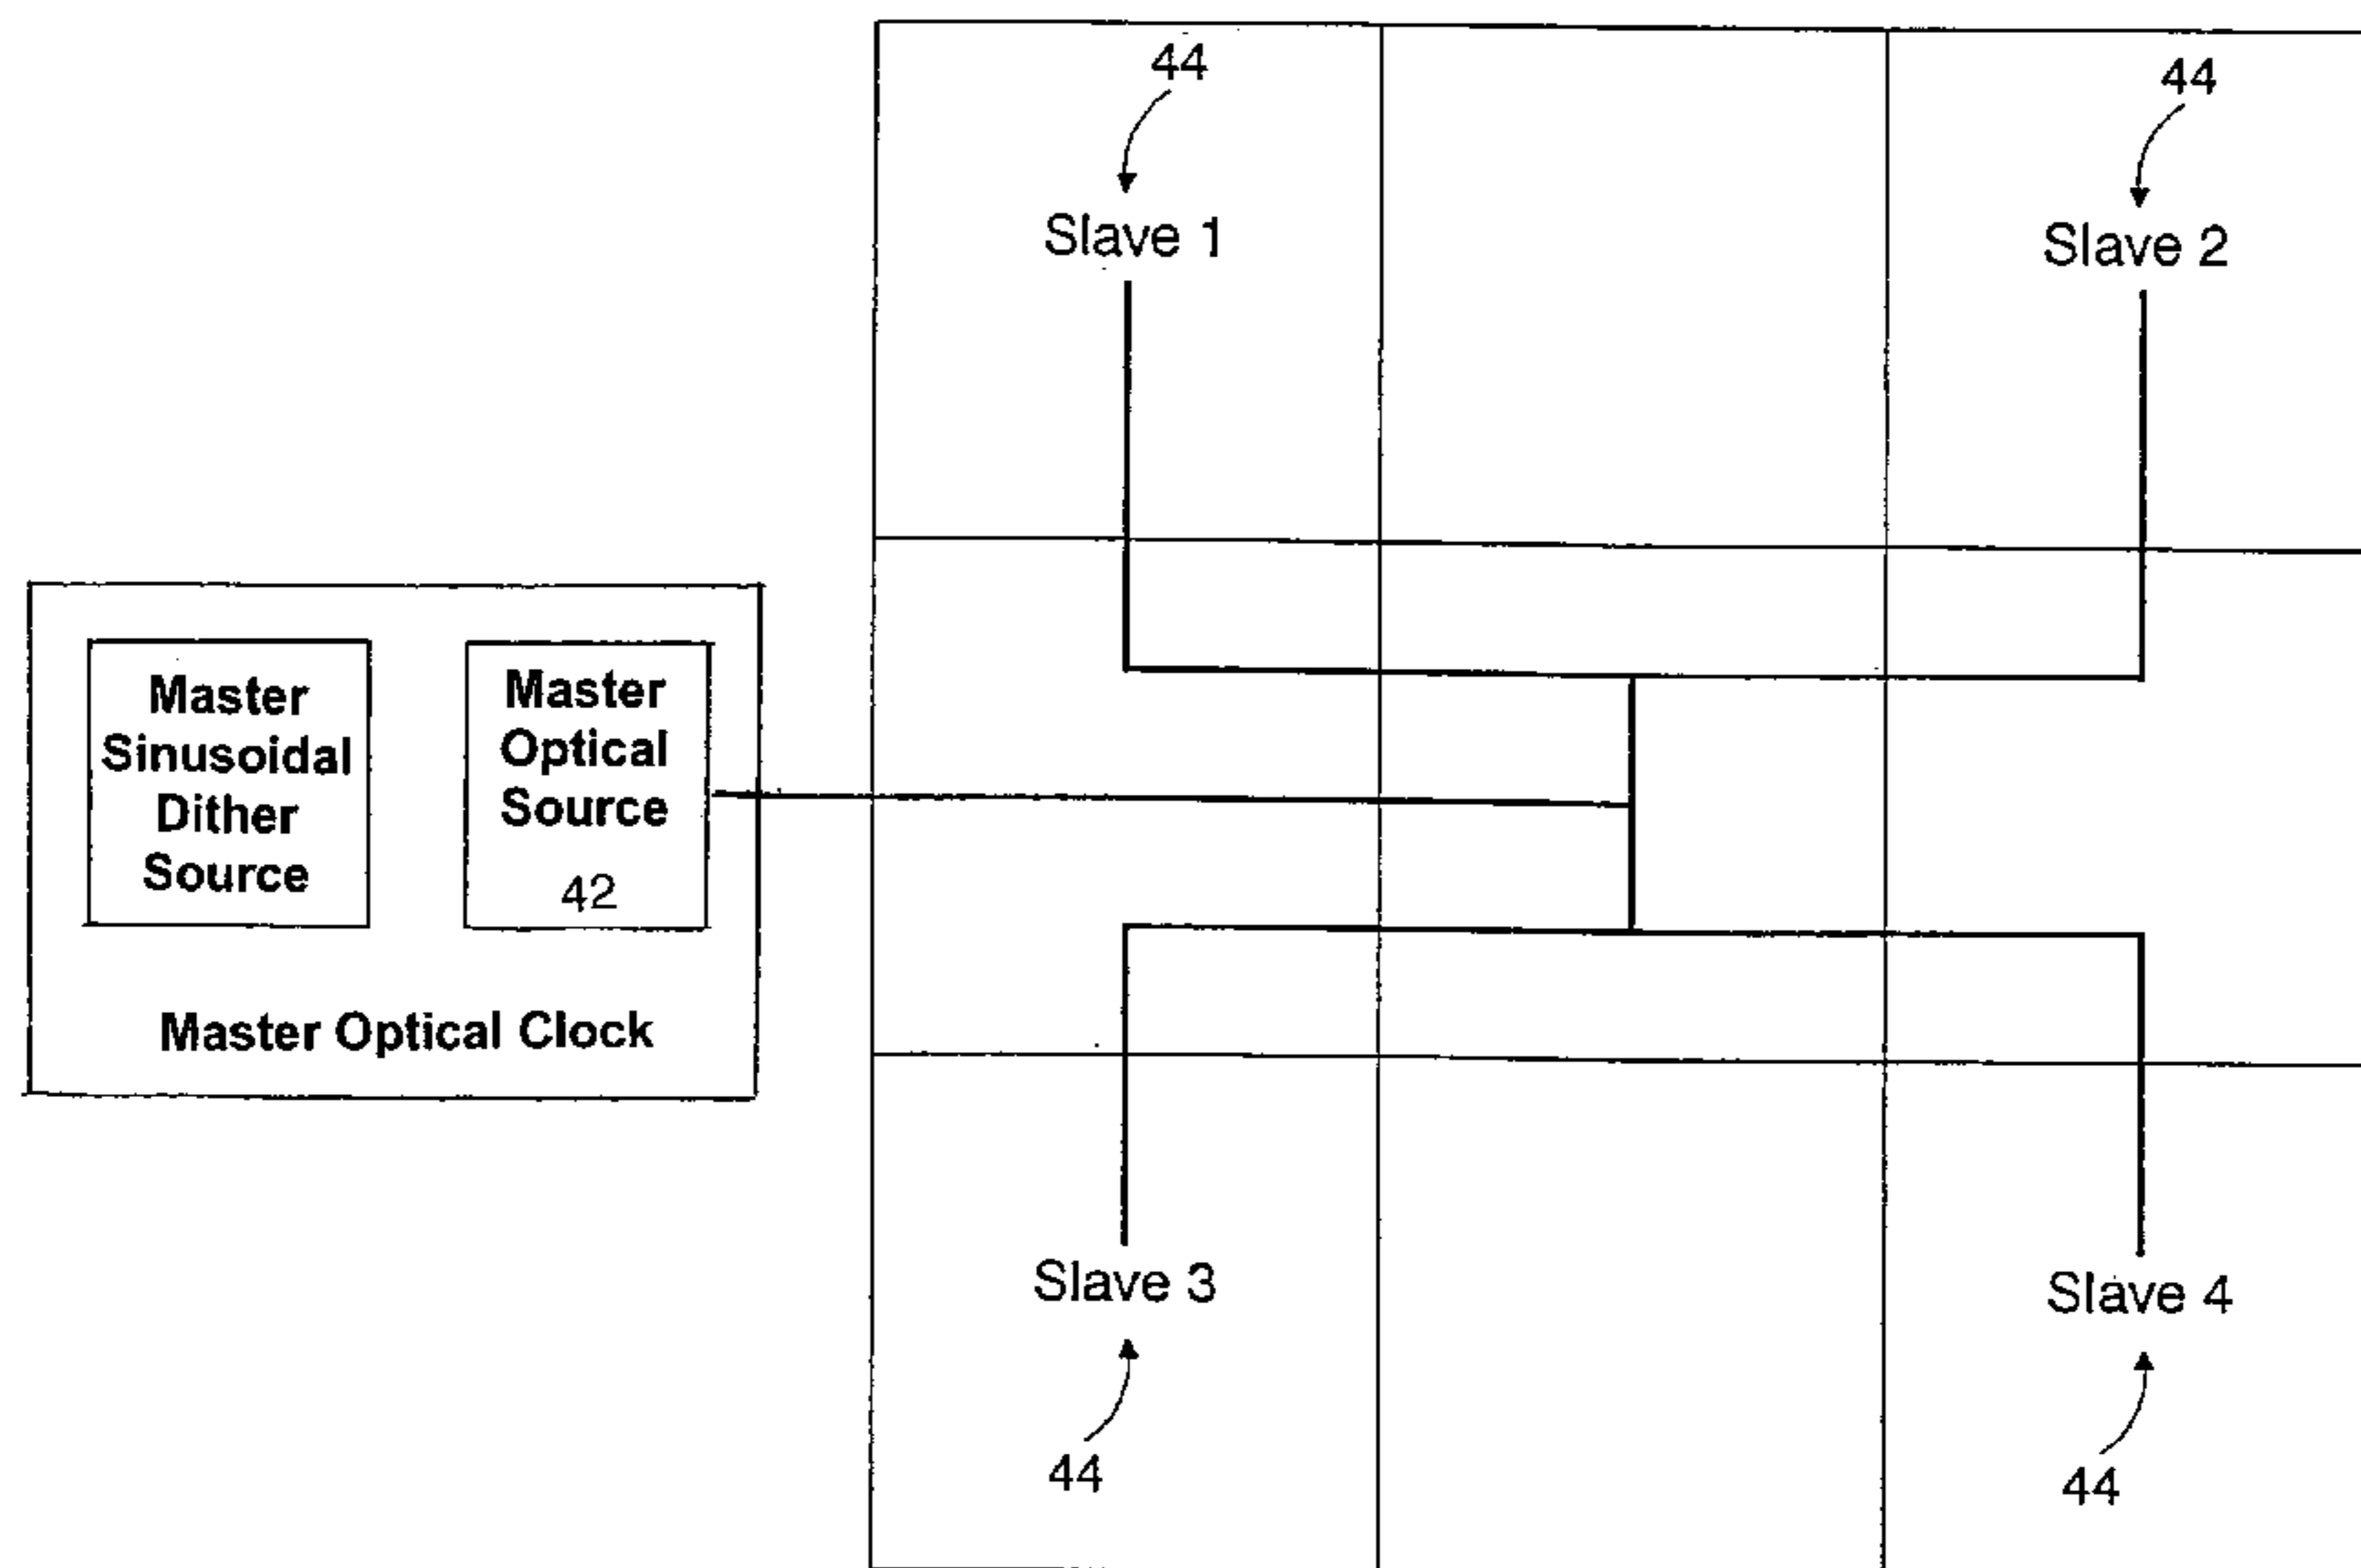 44
44
Slave 1
Slave 2
Master
Sinusoidal
Dither
Source
Master
Optical
Source
42
Master Optical Clock
Slave 3
Slave 4
44
44